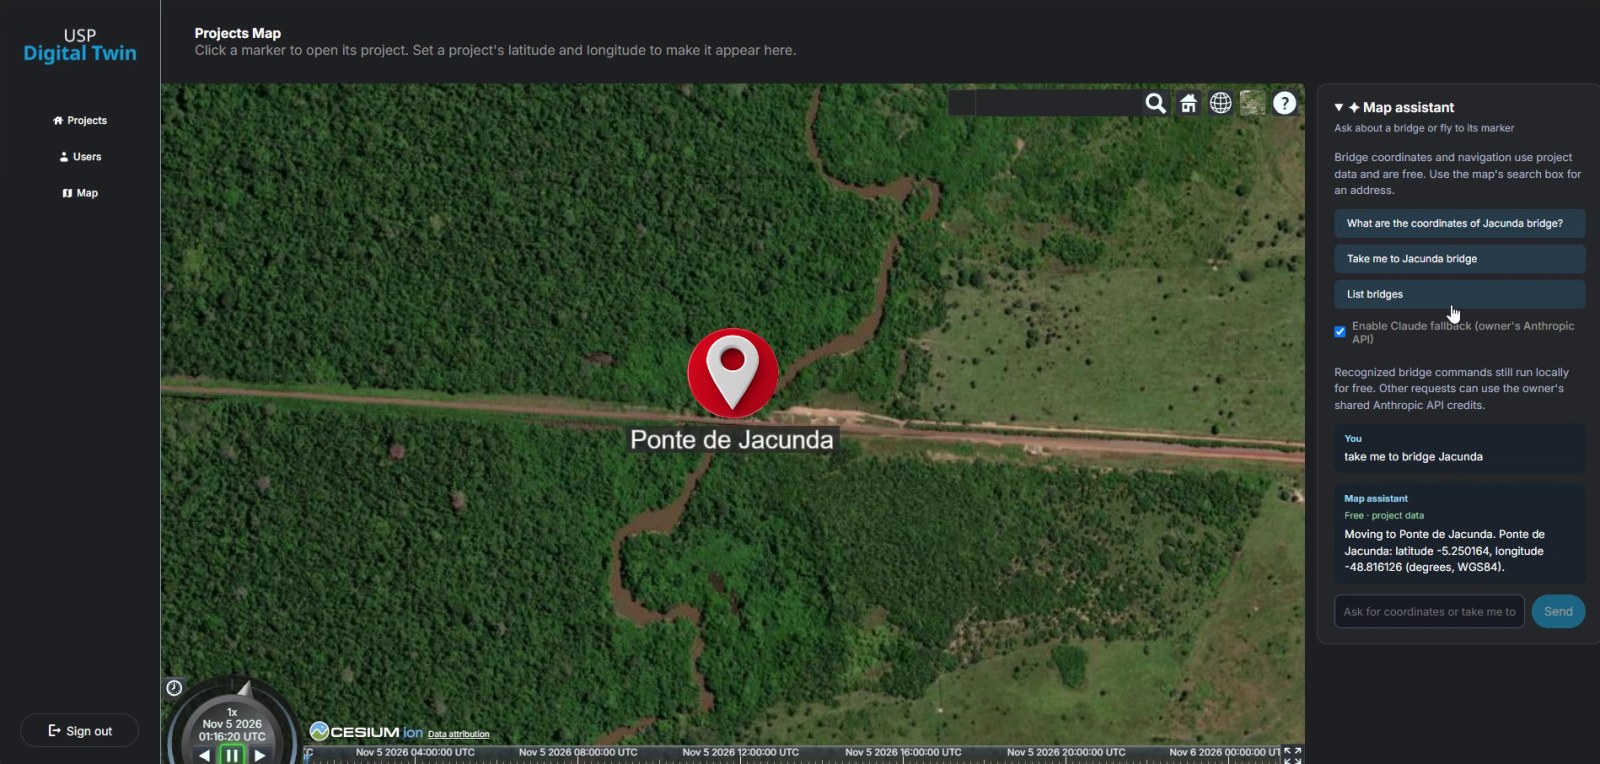 USP
Digital Twin
Projects
Users
Map
Sign out
Projects Map
Click a marker to open its project. Set a project's latitude and longitude to make it appear here.
?
Ponte de Jacunda
1x
Nov 5 2026
01:16:20 UTC
CESIUM ion Data attribution
Nov 5 2026 04:00:00 UTC
Nov 5 2026 08:00:00 UTC
Nov 5 2026 12:00:00 UTC
Nov 5 2026 16:00:00 UTC
Nov 5 2026 20:00:00 UTC
Nov 6 2026 00:00:00 UT
Map assistant
Ask about a bridge or fly to its marker
Bridge coordinates and navigation use project
data and are free. Use the map's search box for
an address.
What are the coordinates of Jacunda bridge?
Take me to Jacunda bridge
List bridges
Enable Claude fallback (owner's Anthropic
API)
Recognized bridge commands still run locally
for free. Other requests can use the owner's
shared Anthropic API credits.
You
take me to bridge Jacunda
Map assistant
Free · project data
Moving to Ponte de Jacunda. Ponte de
Jacunda: latitude -5.250164, longitude
-48.816126 (degrees, WGS84).
Ask for coordinates or take me to
Send